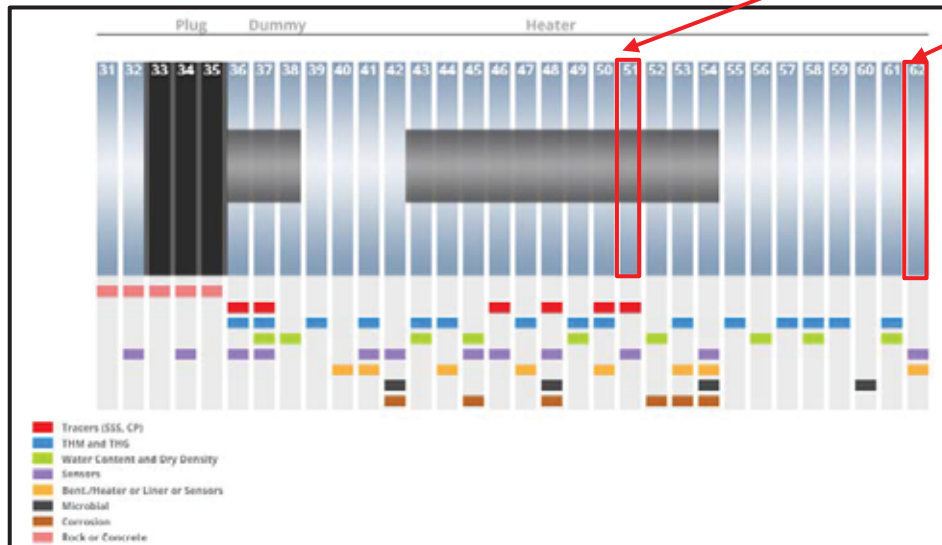 Plug Dummy Heater
31 32 33 34 35 36 37 38 39 40 41 42 43 44 45 46 47 48 49 50 51 52 53 54 55 56 57 58 59 60 61 62
Tracers (SSS, CP)
THM and THG
Water Content and Dry Density
Sensors
Bent./Heater or Liner or Sensors
Microbial
Corrosion
Rock or Concrete